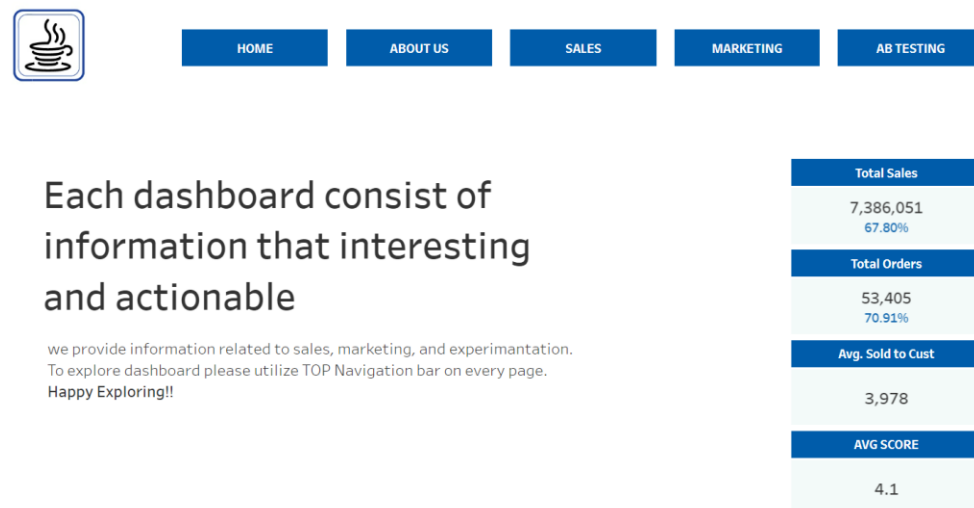 HOME
ABOUT US
SALES
MARKETING
AB TESTING
Each dashboard consist of
information that interesting
and actionable
we provide information related to sales, marketing, and experimantation.
To explore dashboard please utilize TOP Navigation bar on every page.
Happy Exploring!!
Total Sales
7,386,051
67.80%
Total Orders
53,405
70.91%
Avg. Sold to Cust
3,978
AVG SCORE
4.1